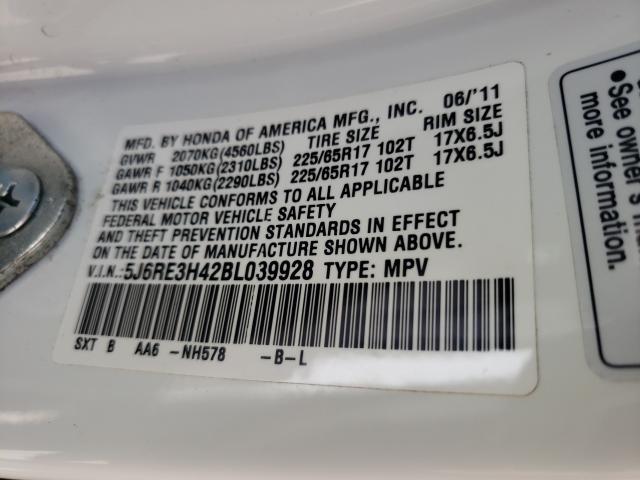 MFD. BY HONDA OF AMERICA MFG., INC. 06/'11
GVWR 2070KG(4560LBS) TIRE SIZE RIM SIZE
GAWR F 1050KG(2310LBS) 225/65R17 102T 17X6.5J
GAWR R 1040KG(2290LBS) 225/65R17 102T 17X6.5J
THIS VEHICLE CONFORMS TO ALL APPLICABLE
FEDERAL MOTOR VEHICLE SAFETY
AND THEFT PREVENTION STANDARDS IN EFFECT
ON THE DATE OF MANUFACTURE SHOWN ABOVE.
V.I.N.:5J6RE3H42BL039928 TYPE: MPV
SXT B AA6 -NH578 -B-L
•See owner's
more information.